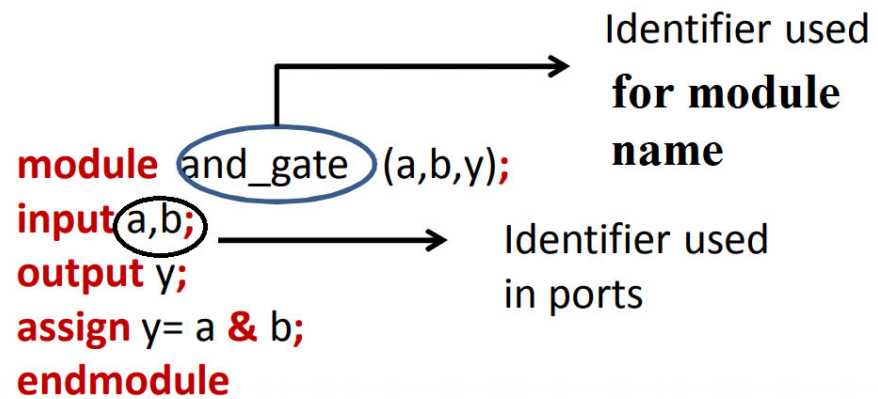 Identifier used
for module
name
module and_gate (a,b,y);
input a,b;
Identifier used
in ports
output y;
assign y= a & b;
endmodule